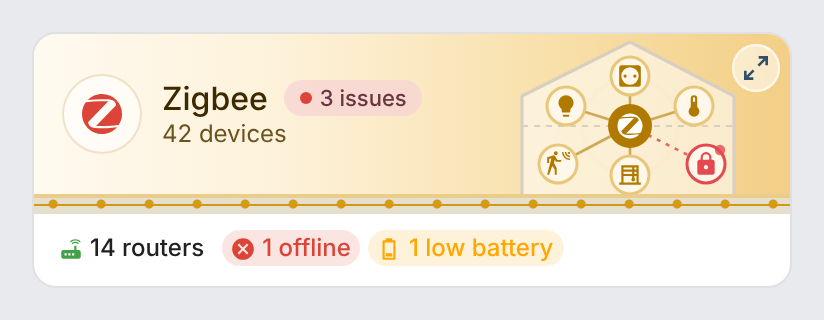 Zigbee
3 issues
42 devices
14 routers
1 offline
1 low battery